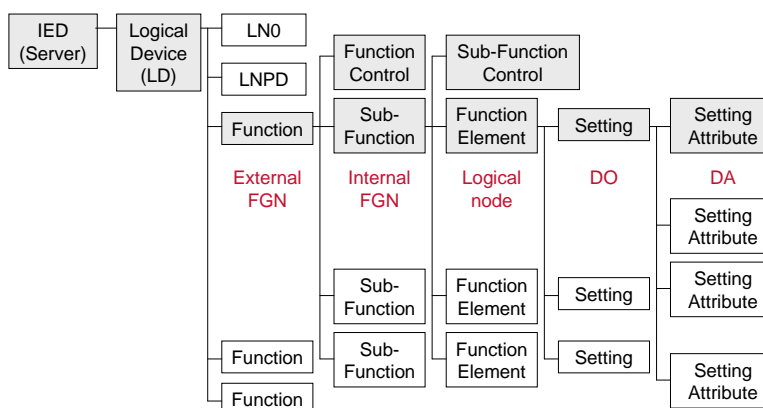 IED
(Server)
Logical
Device
(LD)
LN0
LNPD
Function
Control
Sub-Function
Control
Function
Sub-
Function
Function
Element
Setting
Setting
Attribute
External
FGN
Internal
FGN
Logical
node
DO
DA
Setting
Attribute
Sub-
Function
Function
Element
Setting
Setting
Attribute
Function
Sub-
Function
Function
Element
Setting
Setting
Attribute
Function